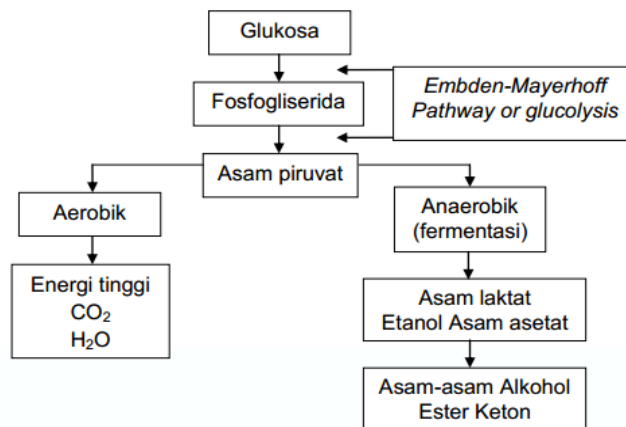 Glukosa
Embden-Mayerhoff
Pathway or glucolysis
Fosfogliserida
Asam piruvat
Aerobik
Anaerobik
(fermentasi)
Energi tinggi
CO₂
H₂O
Asam laktat
Etanol Asam asetat
Asam-asam Alkohol
Ester Keton